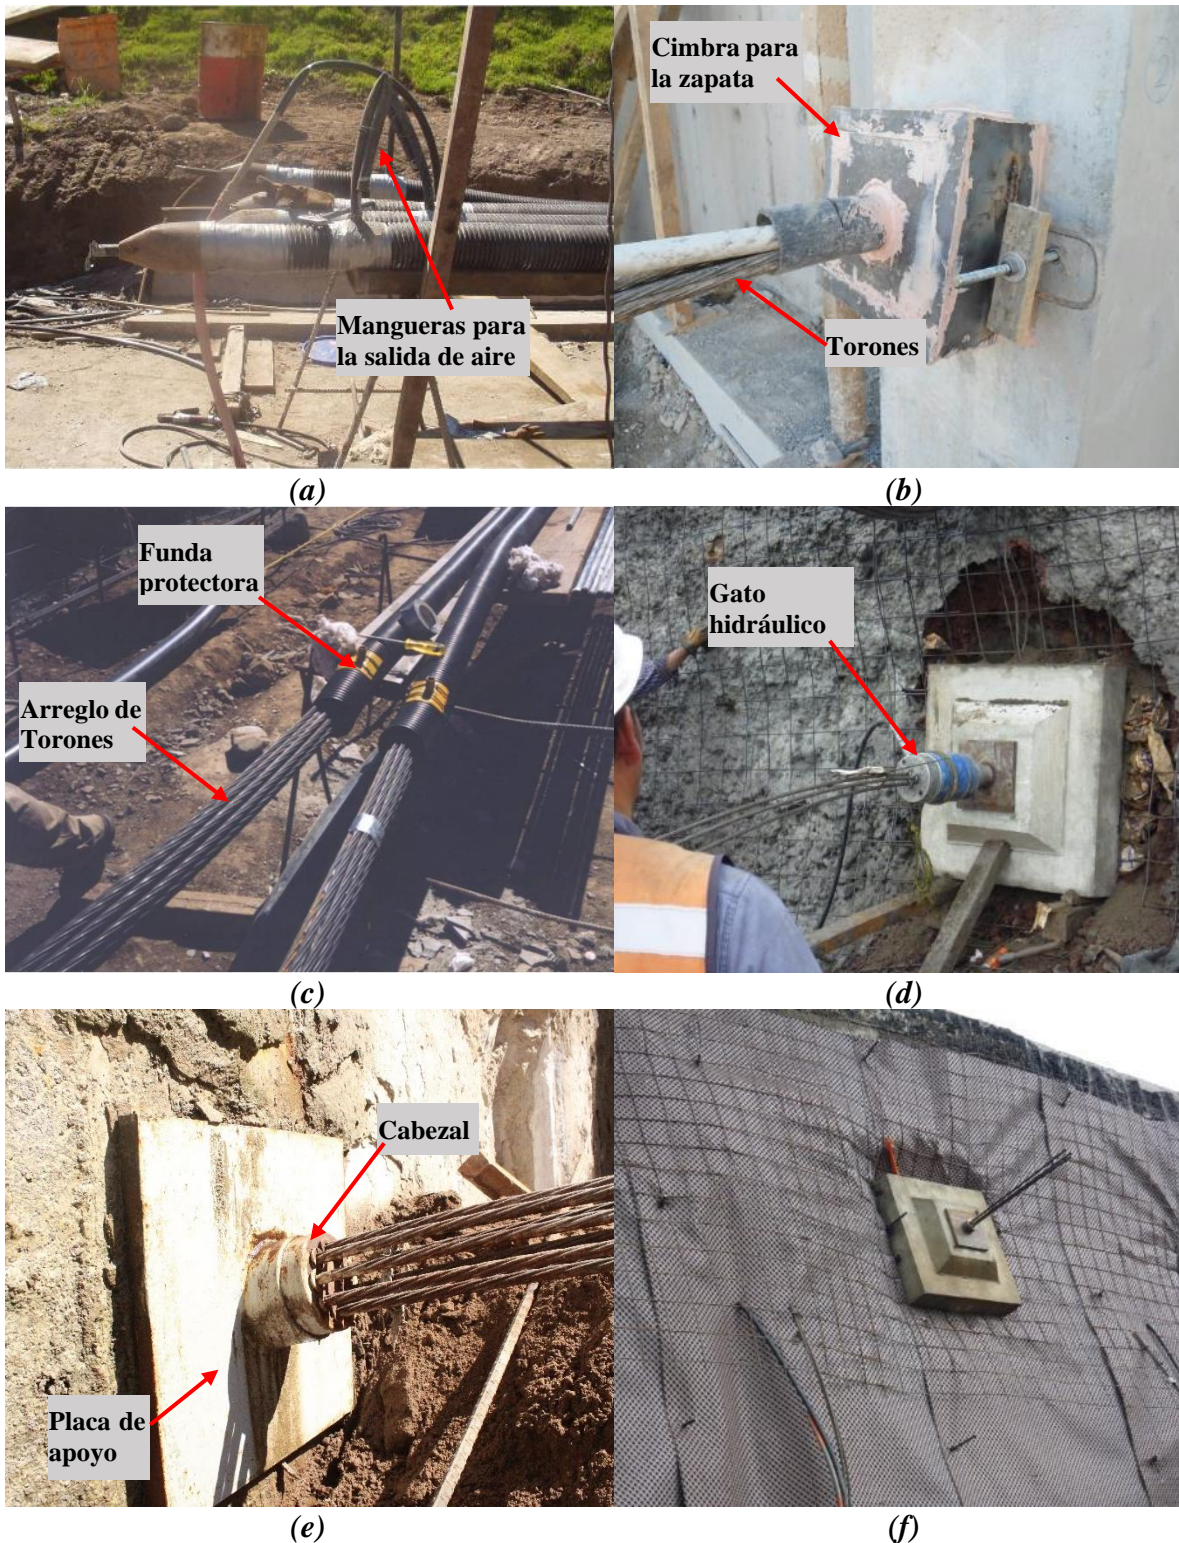 Mangueras para
la salida de aire
(a)
Cimbra para
la zapata
Torones
2
(b)
Funda
protectora
Arreglo de
Torones
(c)
Gato
hidráulico
(d)
Cabezal
Placa de
apoyo
(e)
(f)